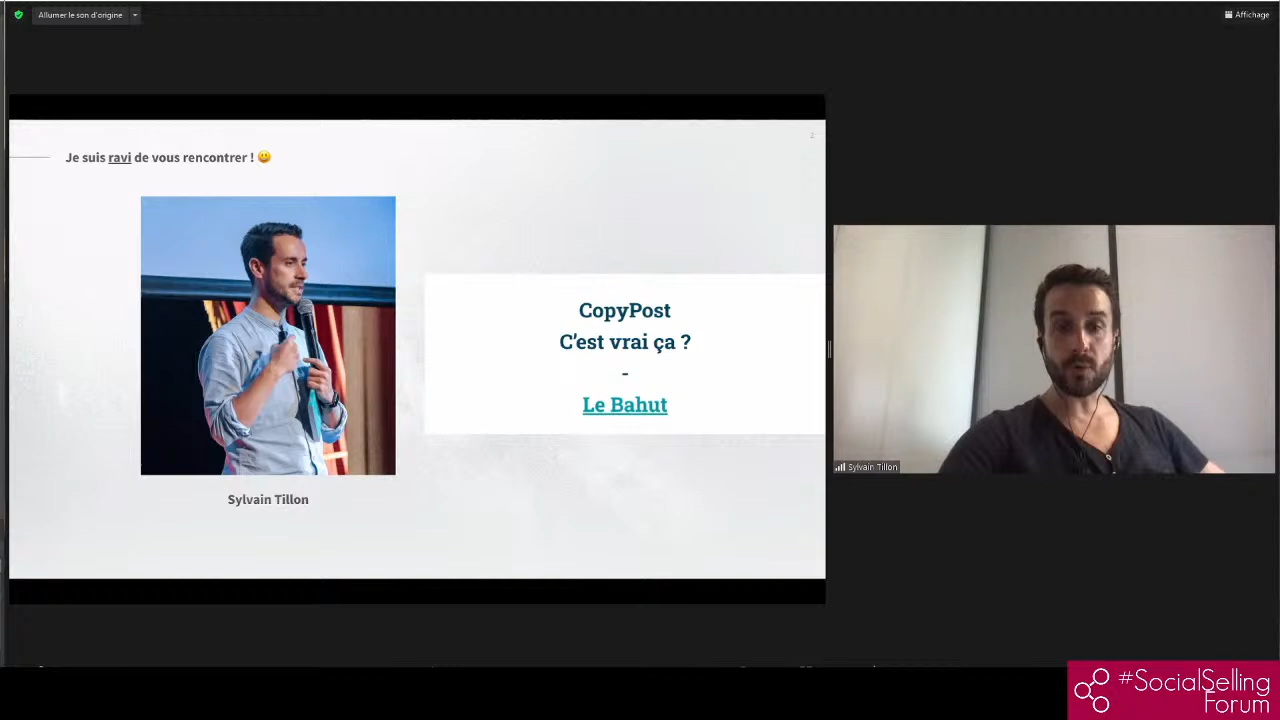 Allumer le son d'origine
Affichage
2
Je suis ravi de vous rencontrer ! 😀
CopyPost
C'est vrai ça ?
-
Le Bahut
Sylvain Tillon
Sylvain Tillon
#SocialSelling
Forum